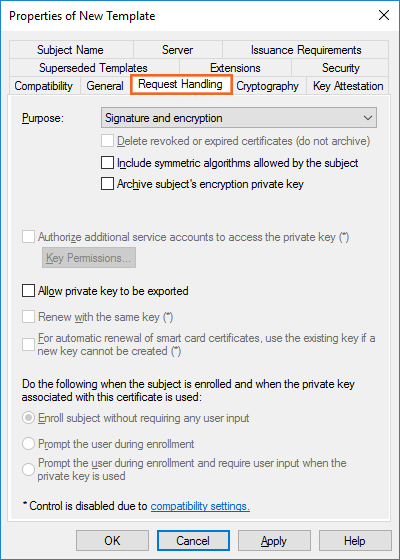 Properties of New Template
Subject Name Server Issuance Requirements
Superseded Templates Extensions Security
Compatibility General Request Handling Cryptography Key Attestation
Purpose: Signature and encryption
Delete revoked or expired certificates (do not archive)
Include symmetric algorithms allowed by the subject
Archive subject's encryption private key
Authorize additional service accounts to access the private key (*)
Key Permissions...
Allow private key to be exported
Renew with the same key (*)
For automatic renewal of smart card certificates, use the existing key if a
new key cannot be created (*)
Do the following when the subject is enrolled and when the private key
associated with this certificate is used:
Enroll subject without requiring any user input
Prompt the user during enrollment
Prompt the user during enrollment and require user input when the
private key is used
* Control is disabled due to compatibility settings.
OK Cancel Apply Help